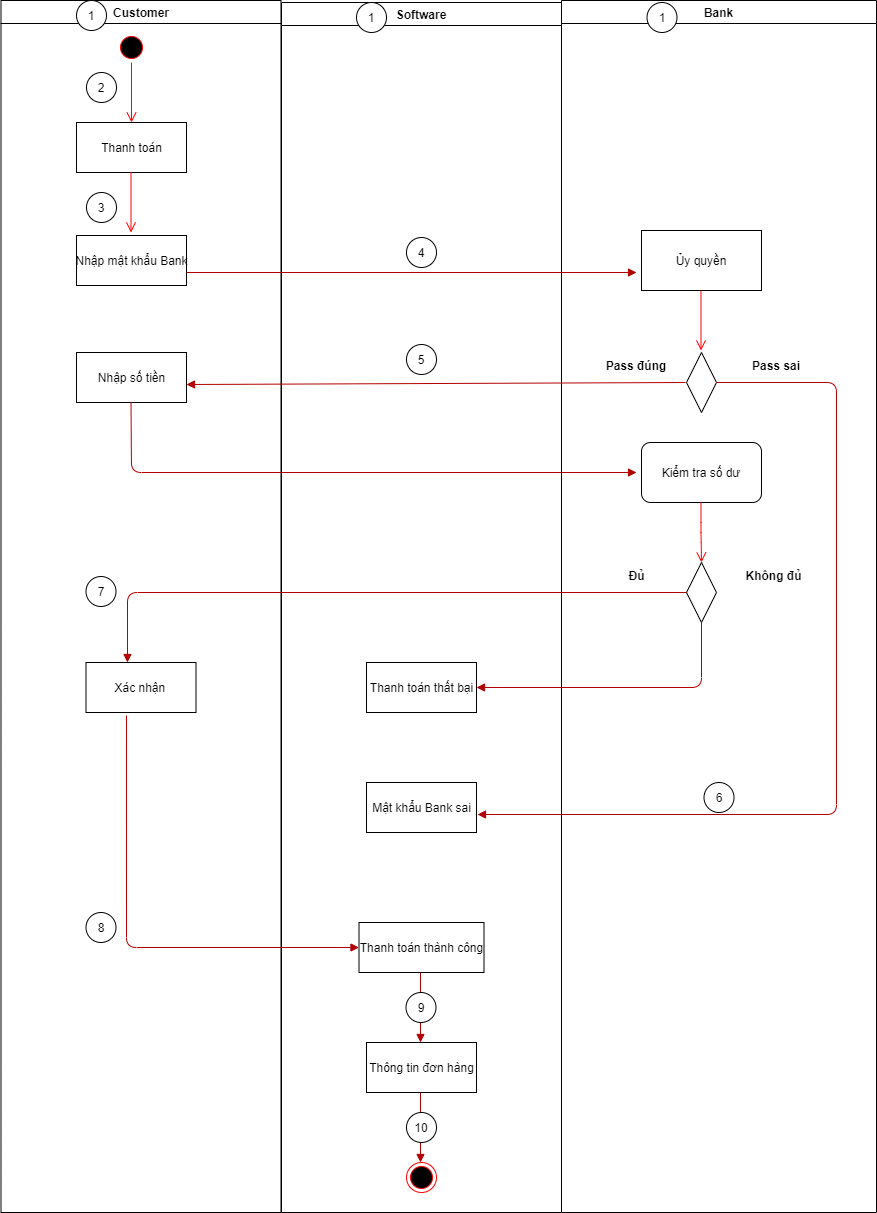 1 Customer
1 Software
1 Bank
2
Thanh toán
3
Nhập mật khẩu Bank
4
Ủy quyền
5
Pass đúng
Pass sai
Nhập số tiền
Kiểm tra số dư
Đủ
Không đủ
7
Xác nhận
Thanh toán thất bại
6
Mật khẩu Bank sai
8
Thanh toán thành công
9
Thông tin đơn hàng
10